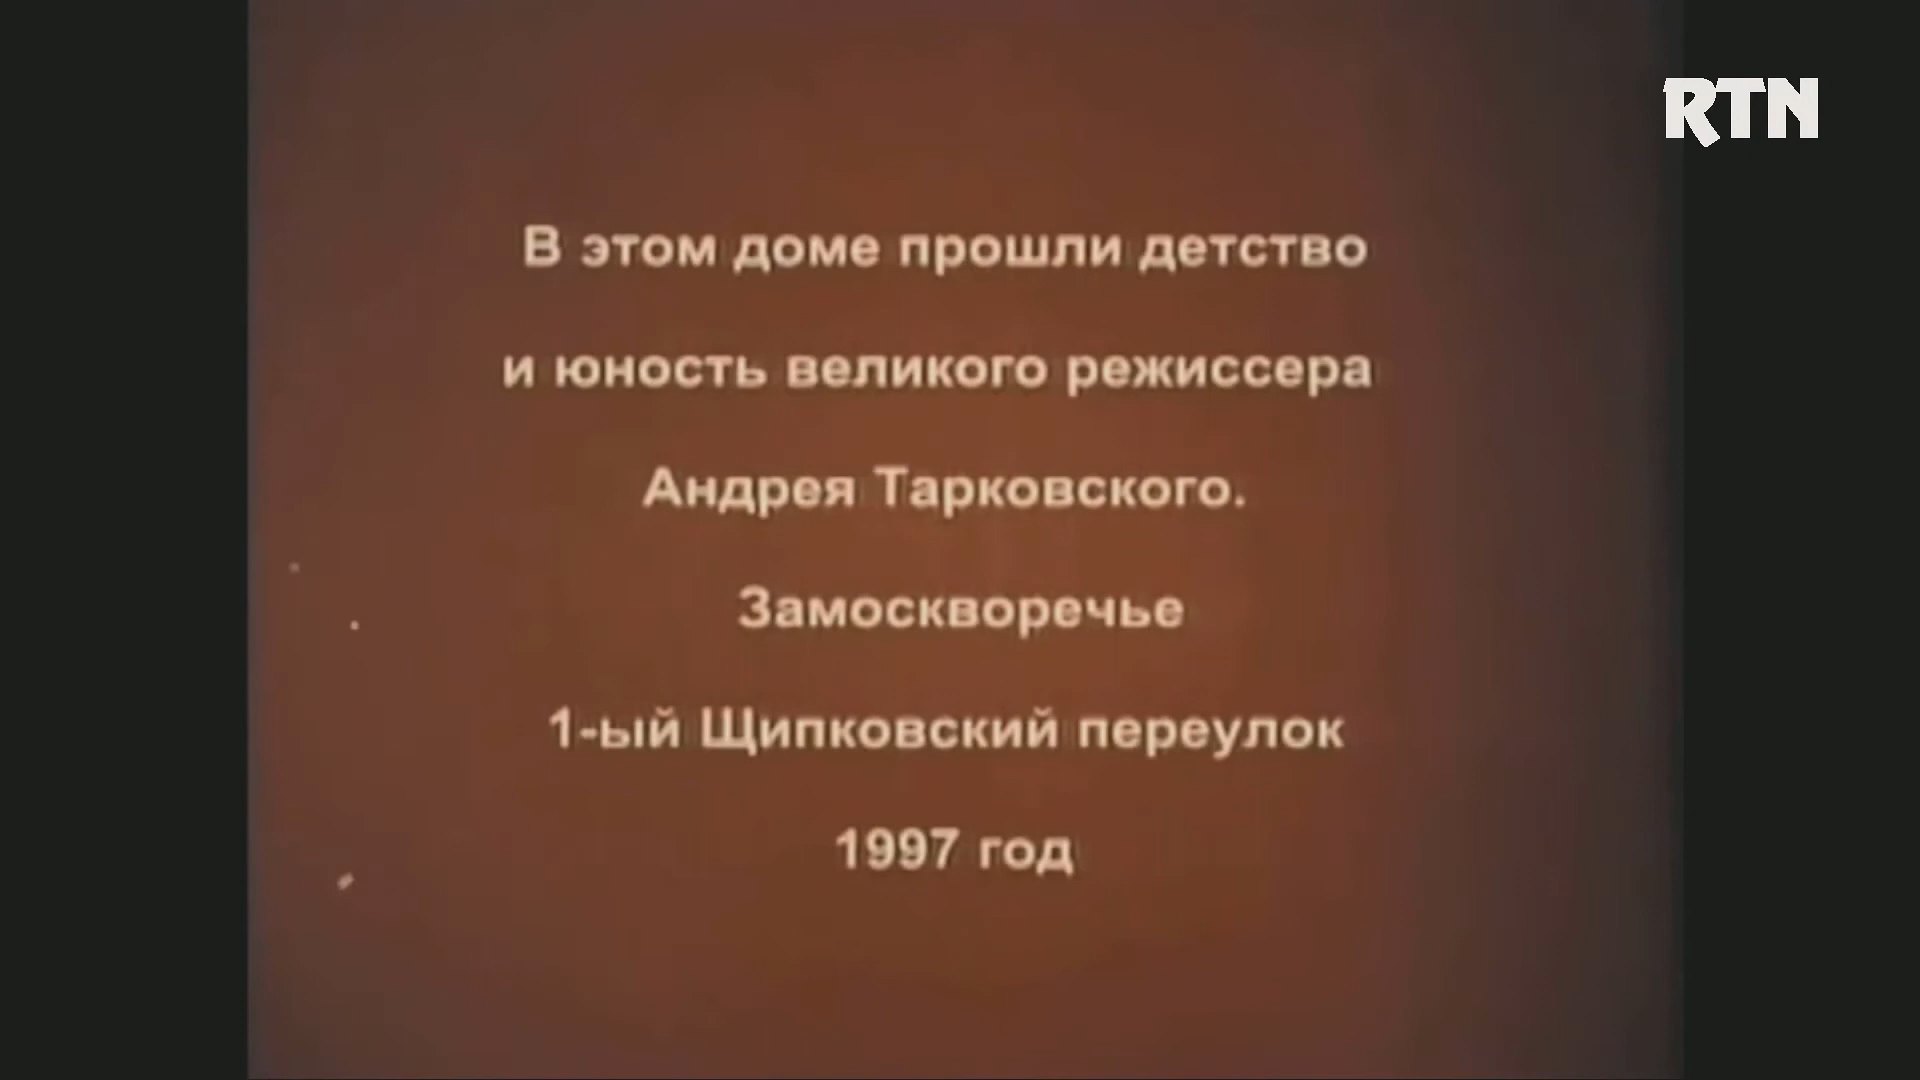 RTN
В этом доме прошли детство
и юность великого режиссера
Андрея Тарковского.
Замоскворечье
1-ый Щипковский переулок
1997 год